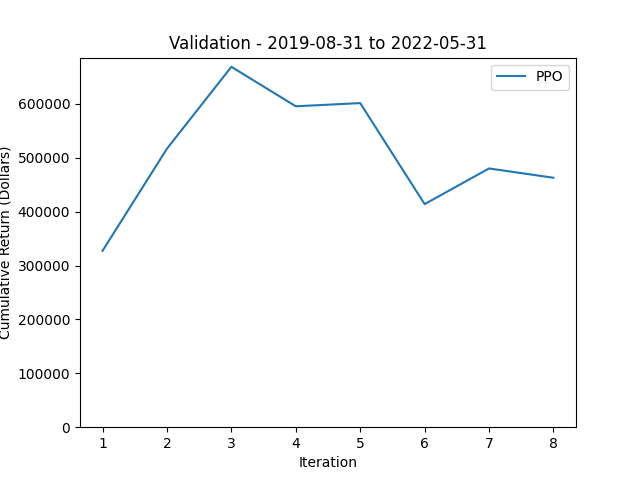 Validation - 2019-08-31 to 2022-05-31
PPO
Cumulative Return (Dollars)
600000
500000
400000
300000
200000
100000
0
1 2 3 4 5 6 7 8
Iteration